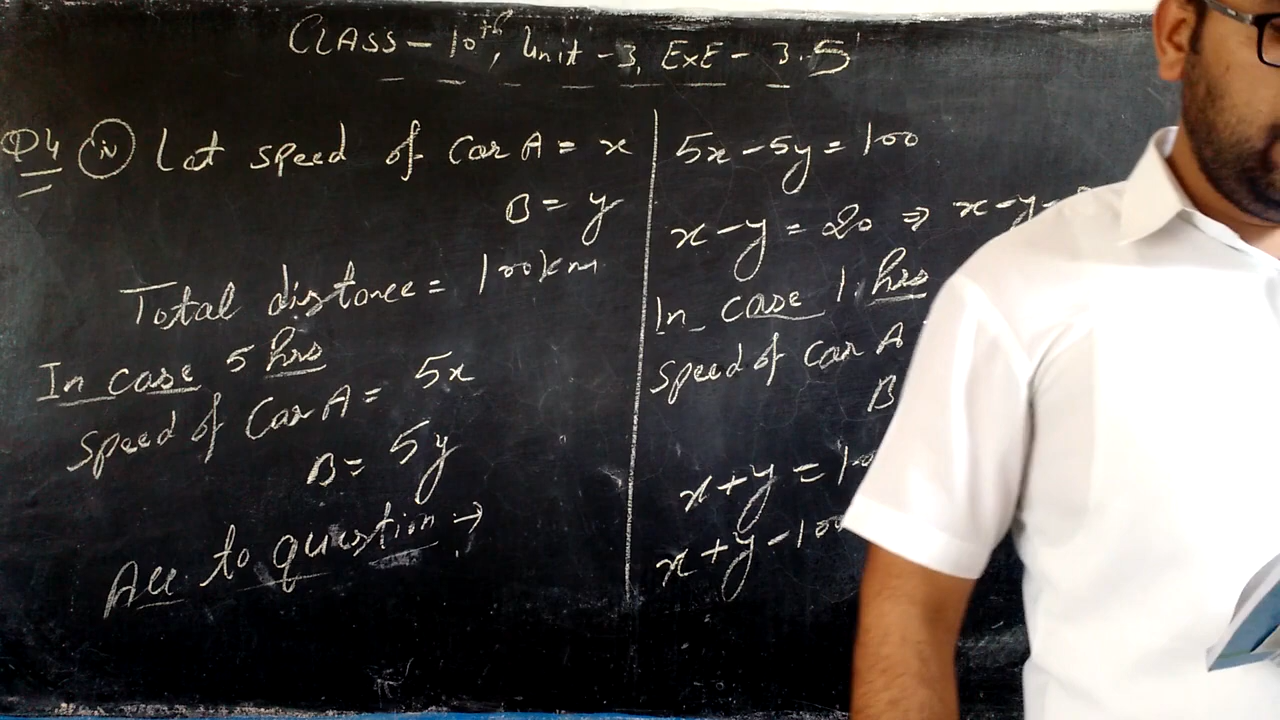 CLASS - 10th, Unit - 3, EXE - 3.5
Q4 (iv) Let speed of Car A = x
B = y
Total distance = 100km
In case 5 hrs
Speed of Car A = 5x
B = 5y
Acc to question →
5x - 5y = 100
x - y = 20 ⇒ x - y -
In case 1 hrs
Speed of Car A
B
x + y = 100
x + y - 100